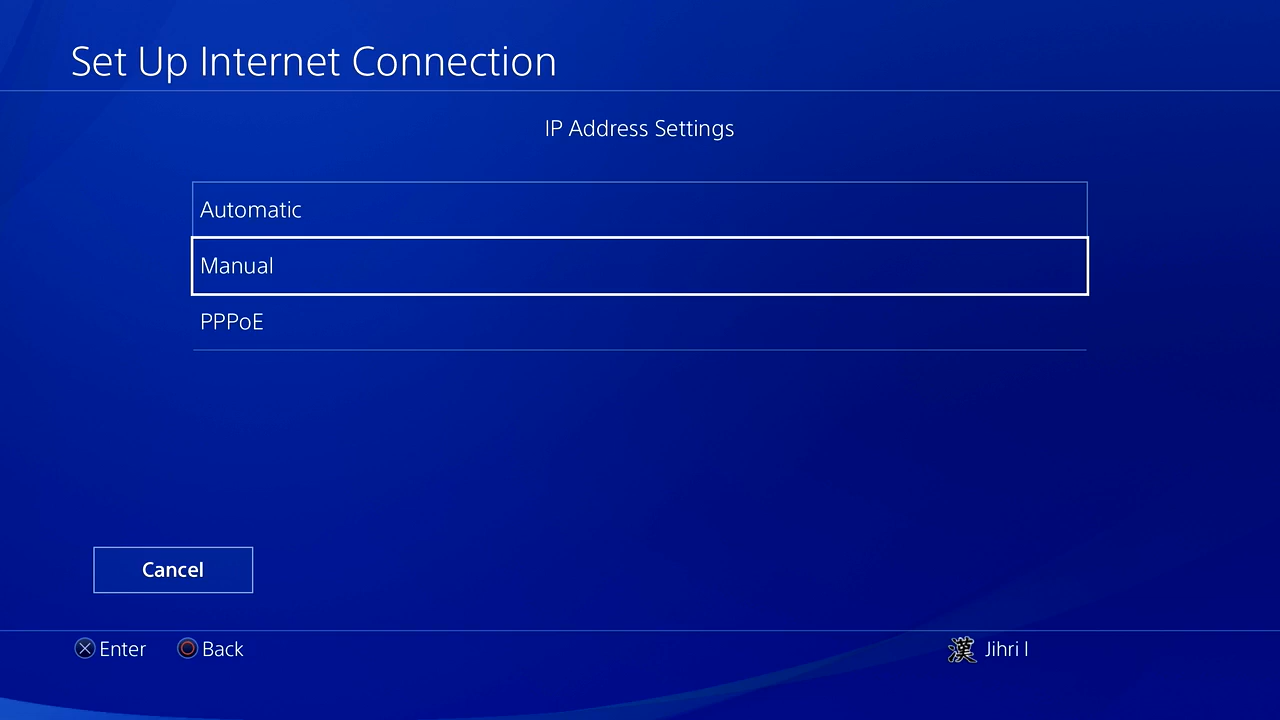 Set Up Internet Connection
IP Address Settings
Automatic
Manual
PPPoE
Cancel
Enter Back 漢 Jihri l